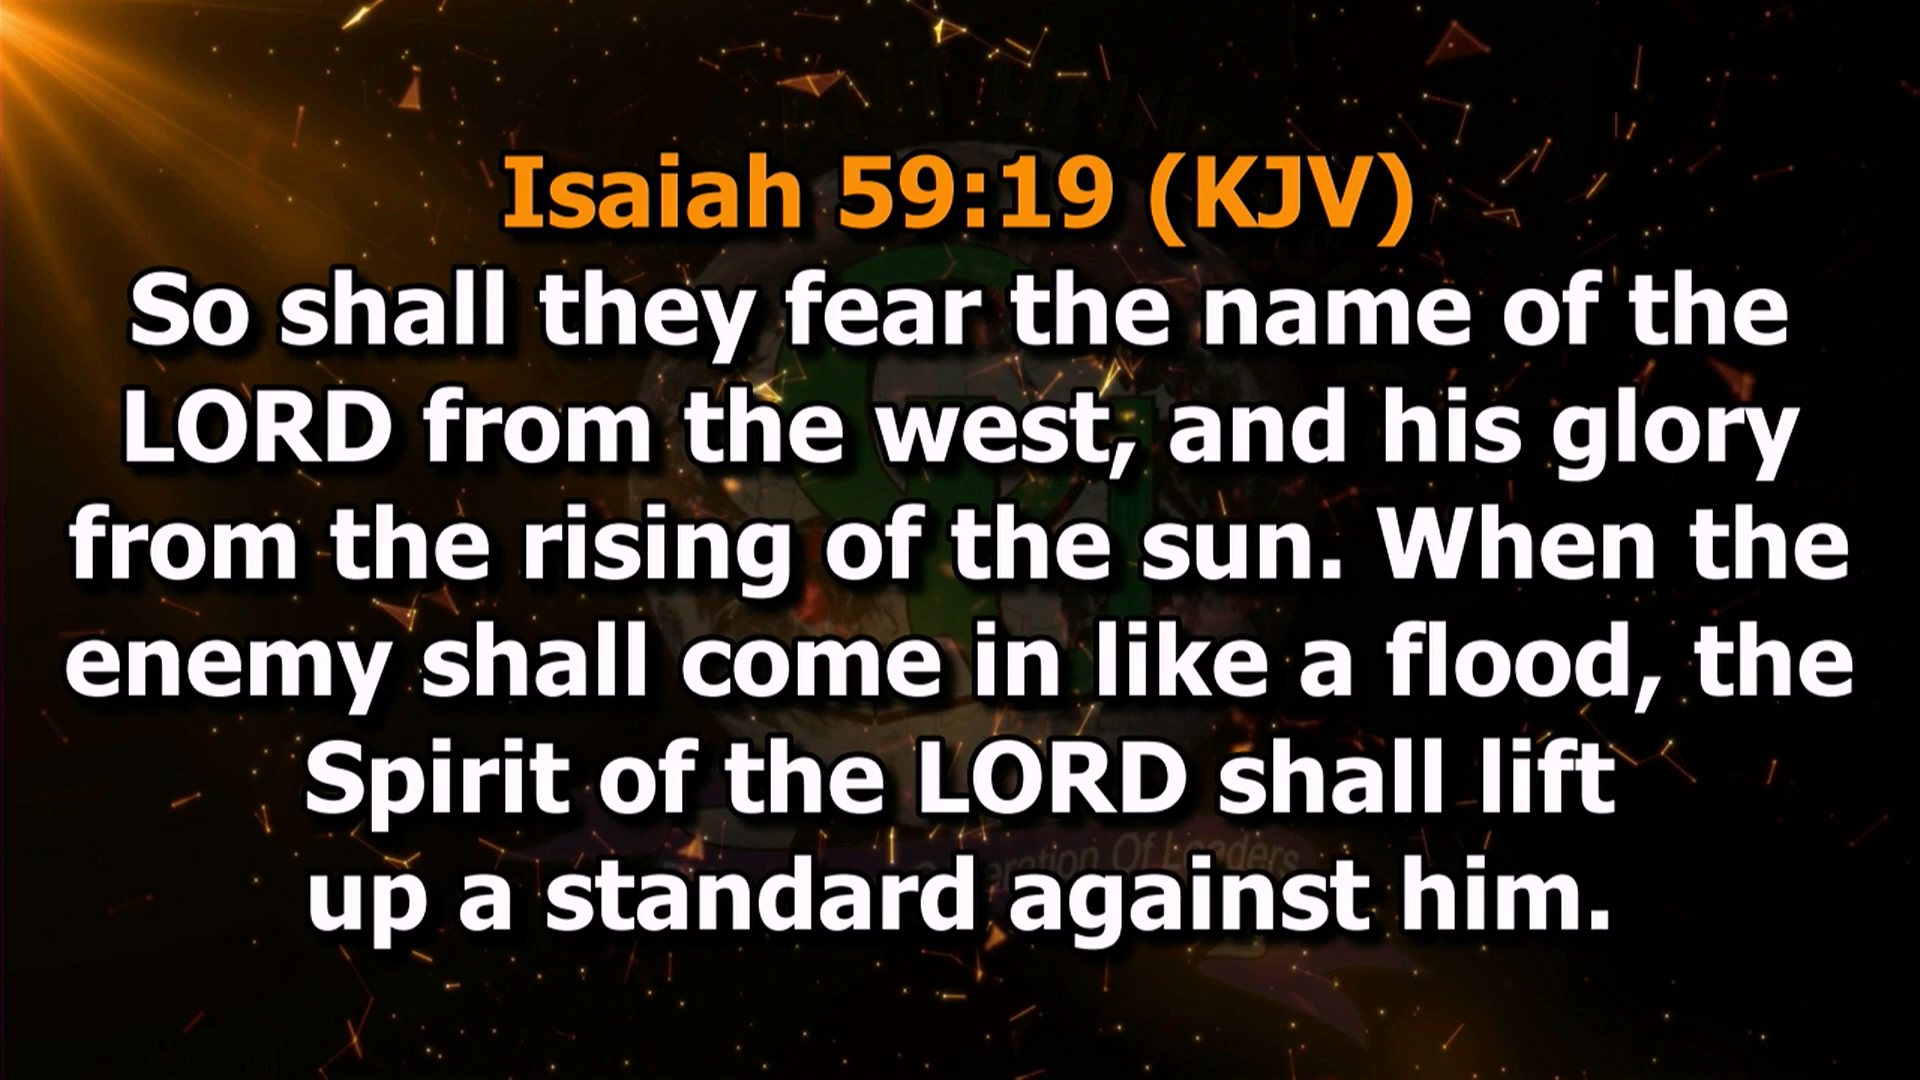 Isaiah 59:19 (KJV)
So shall they fear the name of the
LORD from the west, and his glory
from the rising of the sun. When the
enemy shall come in like a flood, the
Spirit of the LORD shall lift
up a standard against him.
Of Leaders